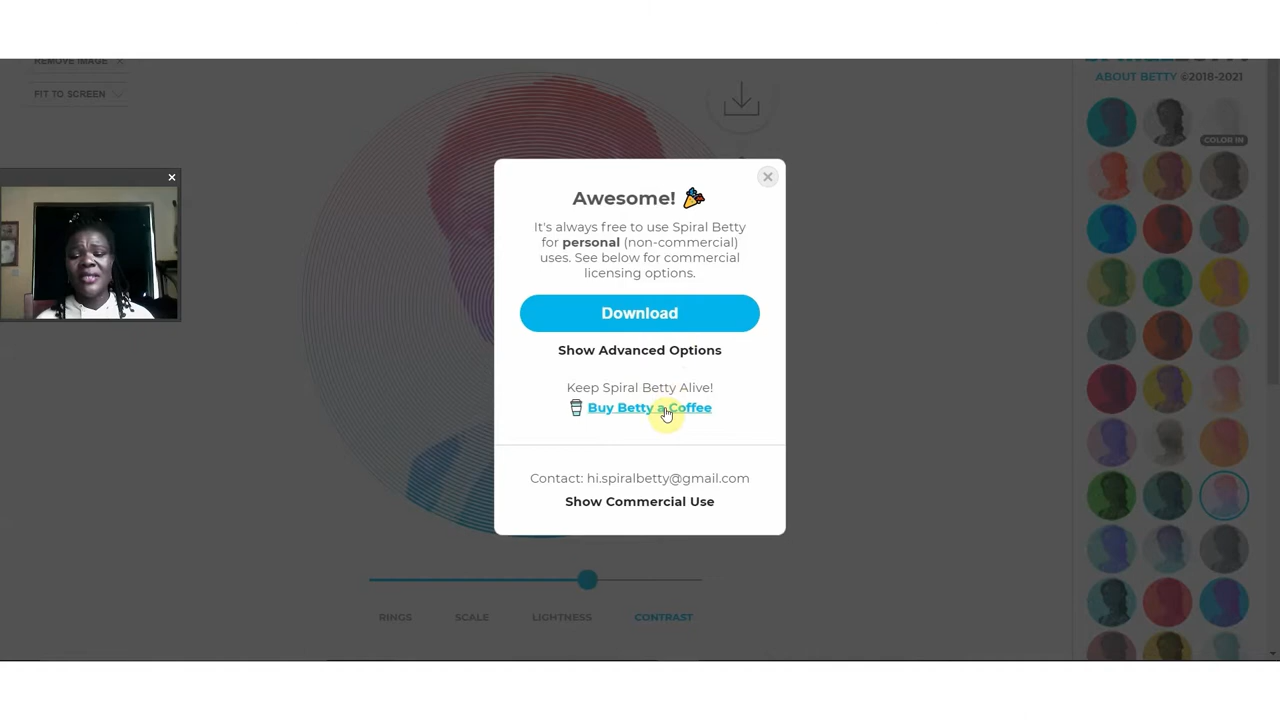 REMOVE IMAGE ×
FIT TO SCREEN
ABOUT BETTY ©2018-2021
COLOR IN
Awesome!
It's always free to use Spiral Betty
for personal (non-commercial)
uses. See below for commercial
licensing options.
Download
Show Advanced Options
Keep Spiral Betty Alive!
Buy Betty a Coffee
Contact: hi.spiralbetty@gmail.com
Show Commercial Use
RINGS
SCALE
LIGHTNESS
CONTRAST